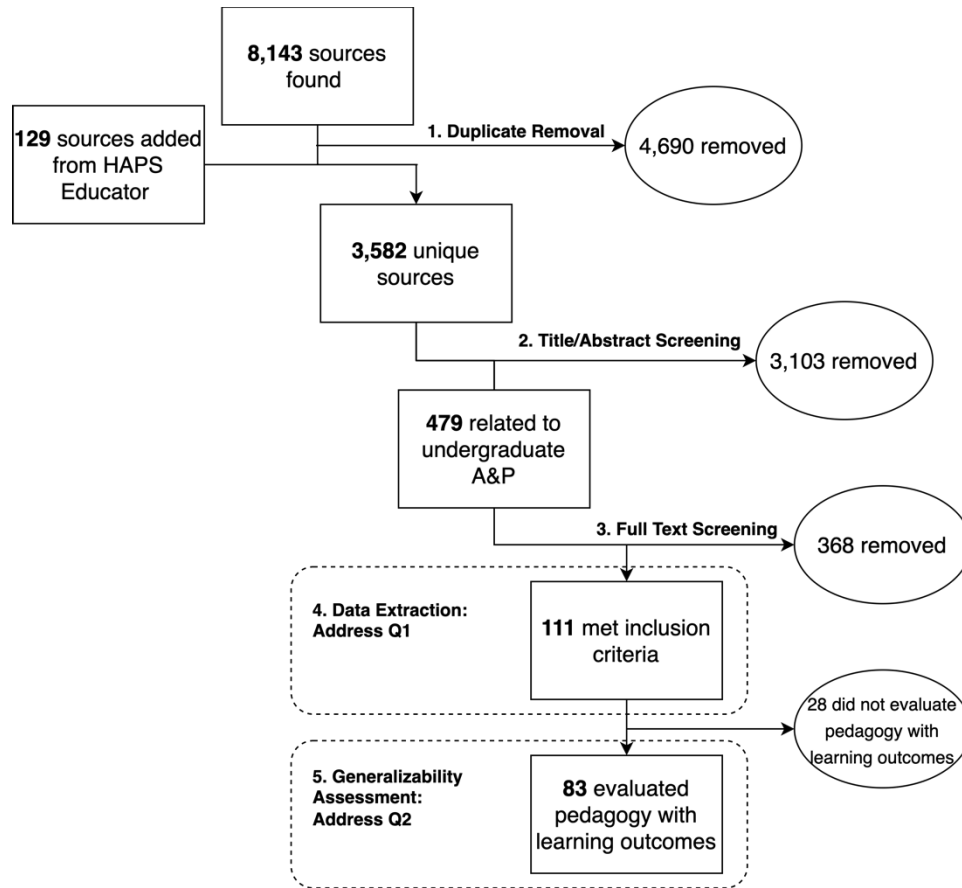 8,143 sources
found
129 sources added
from HAPS
Educator
1. Duplicate Removal
4,690 removed
3,582 unique
sources
2. Title/Abstract Screening
3,103 removed
479 related to
undergraduate
A&P
3. Full Text Screening
368 removed
4. Data Extraction:
Address Q1
111 met inclusion
criteria
28 did not evaluate
pedagogy with
learning outcomes
5. Generalizability
Assessment:
Address Q2
83 evaluated
pedagogy with
learning outcomes